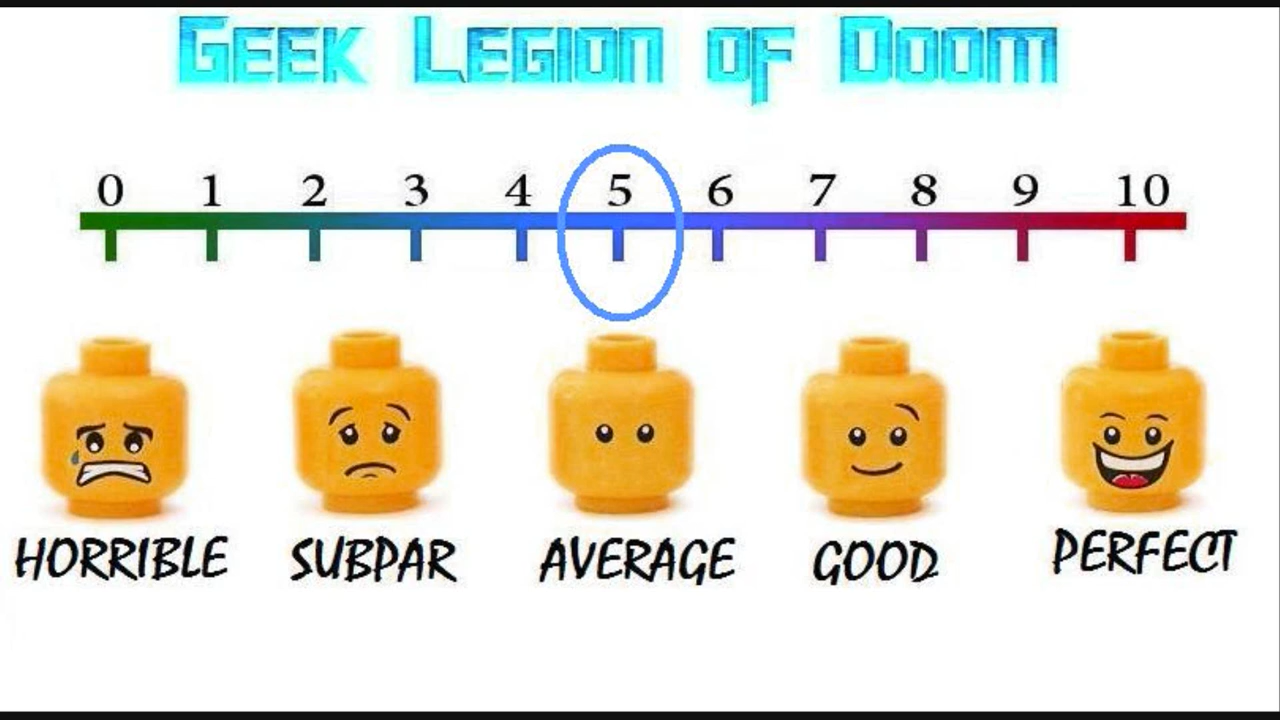 Geek Legion of Doom
0 1 2 3 4 5 6 7 8 9 10
HORRIBLE SUBPAR AVERAGE GOOD PERFECT